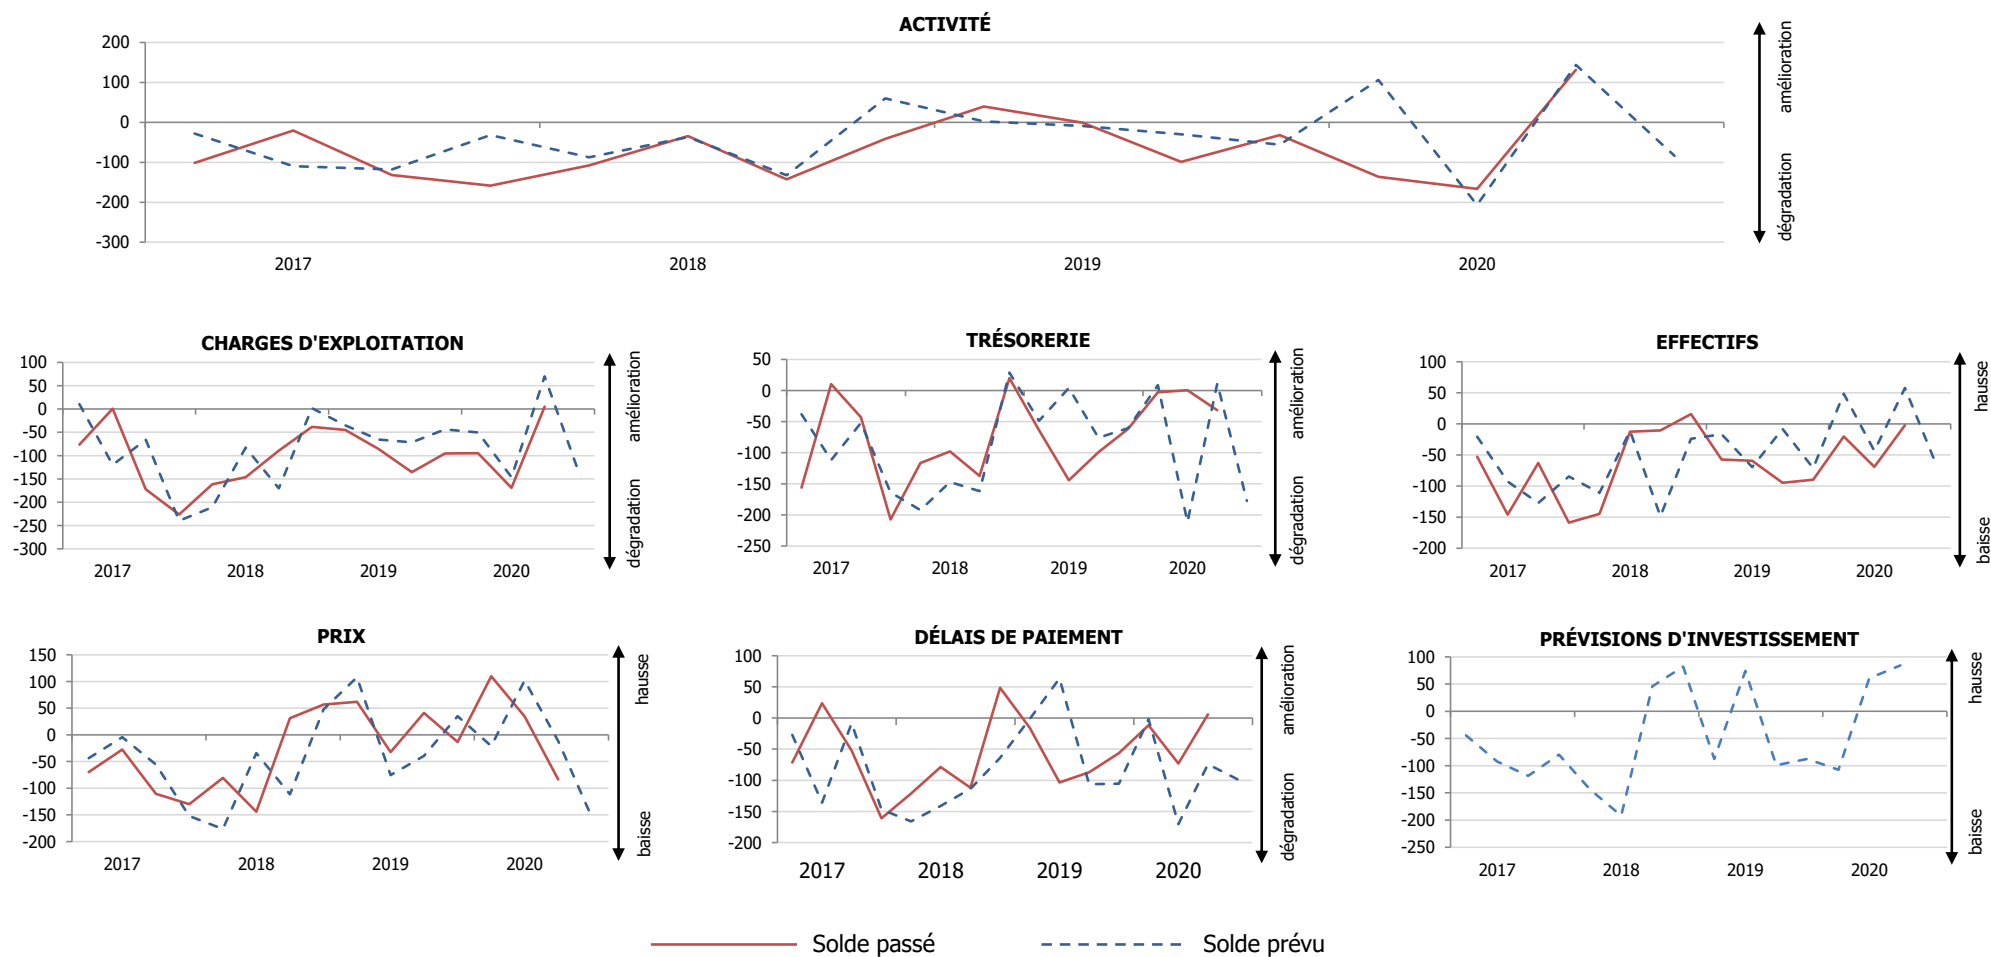 ACTIVITÉ
200
100
0
-100
-200
-300
2017 2018 2019 2020
amélioration
dégradation
CHARGES D'EXPLOITATION
100
50
0
-50
-100
-150
-200
-250
-300
2017 2018 2019 2020
amélioration
dégradation
TRÉSORERIE
50
0
-50
-100
-150
-200
-250
2017 2018 2019 2020
amélioration
dégradation
EFFECTIFS
100
50
0
-50
-100
-150
-200
2017 2018 2019 2020
hausse
baisse
PRIX
150
100
50
0
-50
-100
-150
-200
2017 2018 2019 2020
hausse
baisse
DÉLAIS DE PAIEMENT
100
50
0
-50
-100
-150
-200
2017 2018 2019 2020
amélioration
dégradation
PRÉVISIONS D'INVESTISSEMENT
100
50
0
-50
-100
-150
-200
-250
2017 2018 2019 2020
hausse
baisse
Solde passé Solde prévu